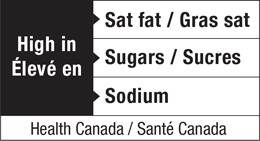 High in
Élevé en
Sat fat / Gras sat
Sugars / Sucres
Sodium
Health Canada / Santé Canada